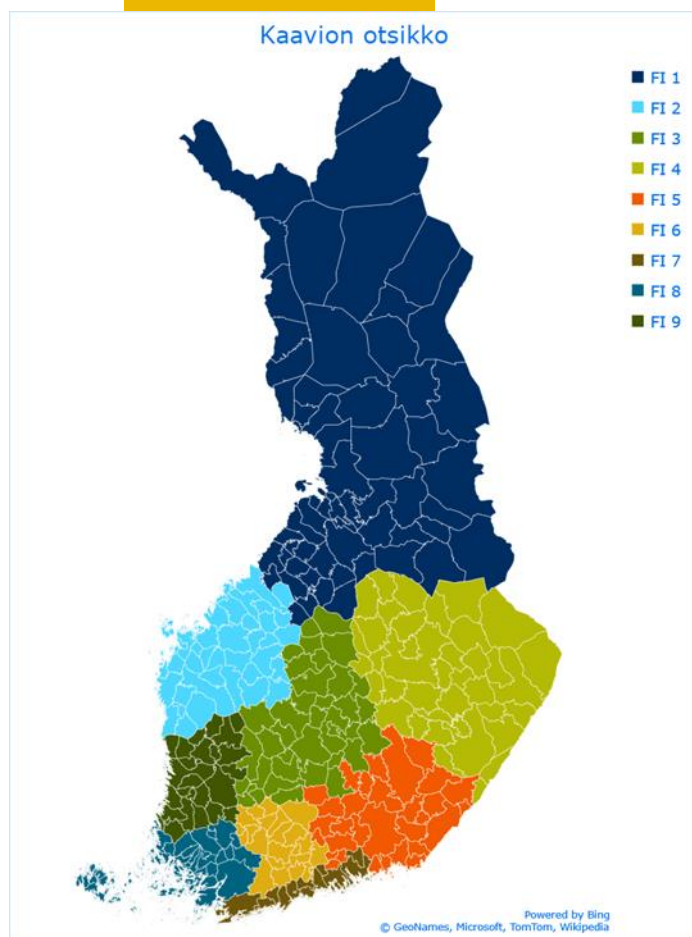 Kaavion otsikko
FI 1
FI 2
FI 3
FI 4
FI 5
FI 6
FI 7
FI 8
FI 9
Powered by Bing
© GeoNames, Microsoft, TomTom, Wikipedia